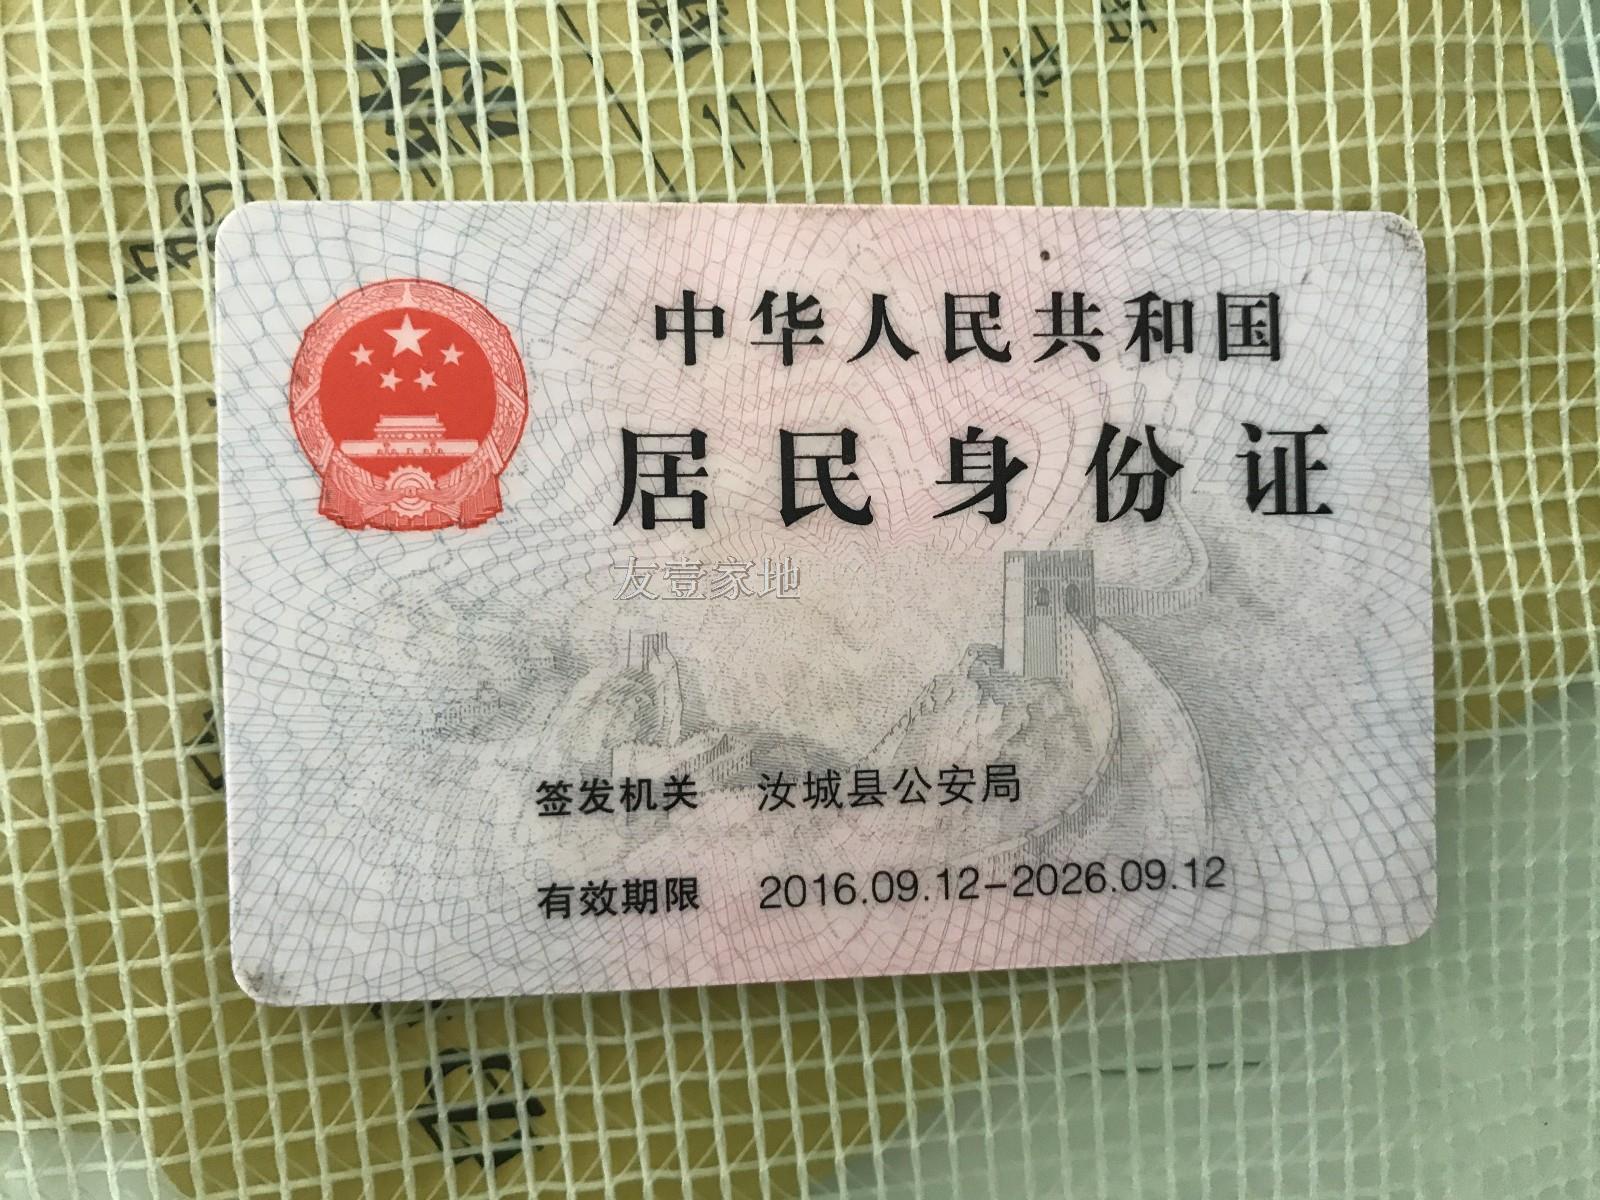 中华人民共和国
居民身份证
友壹家地
签发机关 汝城县公安局
有效期限 2016.09.12-2026.09.12